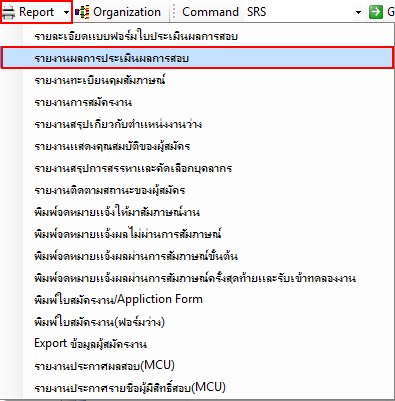 Report Organization Command SRS G
รายละเอียดแบบฟอร์มใบประเมินผลการสอบ
รายงานผลการประเมินผลการสอบ
รายงานทะเบียนคุมสัมภาษณ์
รายงานการสมัครงาน
รายงานสรุปเกี่ยวกับตำแหน่งงานว่าง
รายงานแสดงคุณสมบัติของผู้สมัคร
รายงานสรุปการสรรหาและคัดเลือกบุคลากร
รายงานติดตามสถานะของผู้สมัคร
พิมพ์จดหมายแจ้งให้มาสัมภาษณ์งาน
พิมพ์จดหมายแจ้งผลไม่ผ่านการสัมภาษณ์
พิมพ์จดหมายแจ้งผลผ่านการสัมภาษณ์ขั้นต้น
พิมพ์จดหมายแจ้งผลผ่านการสัมภาษณ์ครั้งสุดท้ายและรับเข้าทดลองงาน
พิมพ์ใบสมัครงาน/Appliction Form
พิมพ์ใบสมัครงาน(ฟอร์มว่าง)
Export ข้อมูลผู้สมัครงาน
รายงานประกาศผลสอบ(MCU)
รายงานประกาศรายชื่อผู้มีสิทธิ์สอบ(MCU)